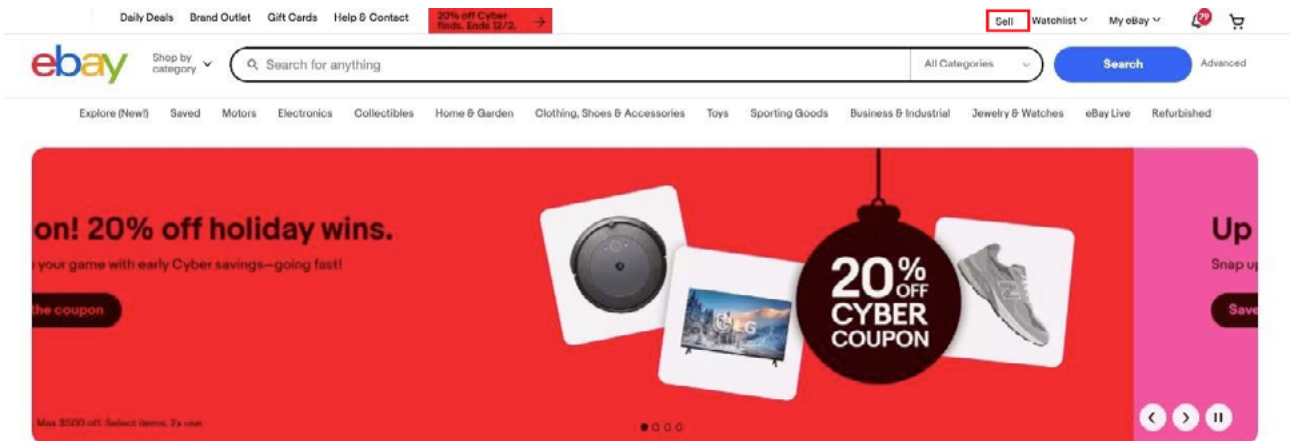 Daily Deals Brand Outlet Gift Cards Help & Contact
20% off Cyber
finds. Ends 12/2.
Sell Watchlist My eBay
79
ebay
Shop by
category
Search for anything
All Categories
Search
Advanced
Explore (New!) Saved Motors Electronics Collectibles Home & Garden Clothing, Shoes & Accessories Toys Sporting Goods Business & Industrial Jewelry & Watches eBay Live Refurbished
on! 20% off holiday wins.
your game with early Cyber savings—going fast!
the coupon
Max $500 off. Select items. 2x use.
LG
20% OFF
CYBER
COUPON
N
Up
Snap up
Save